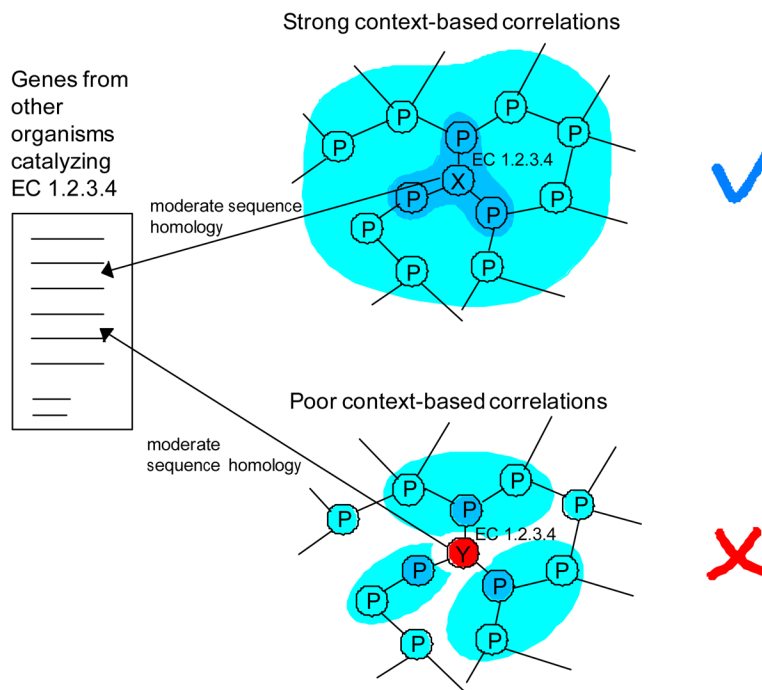 Strong context-based correlations
Genes from
other
organisms
catalyzing
EC 1.2.3.4
P
P
P
P
P
EC 1.2.3.4
X
P
P
P
P
P
P
moderate sequence
homology
Poor context-based correlations
moderate
sequence homology
P
P
P
P
P
EC 1.2.3.4
Y
P
P
P
P
P
P